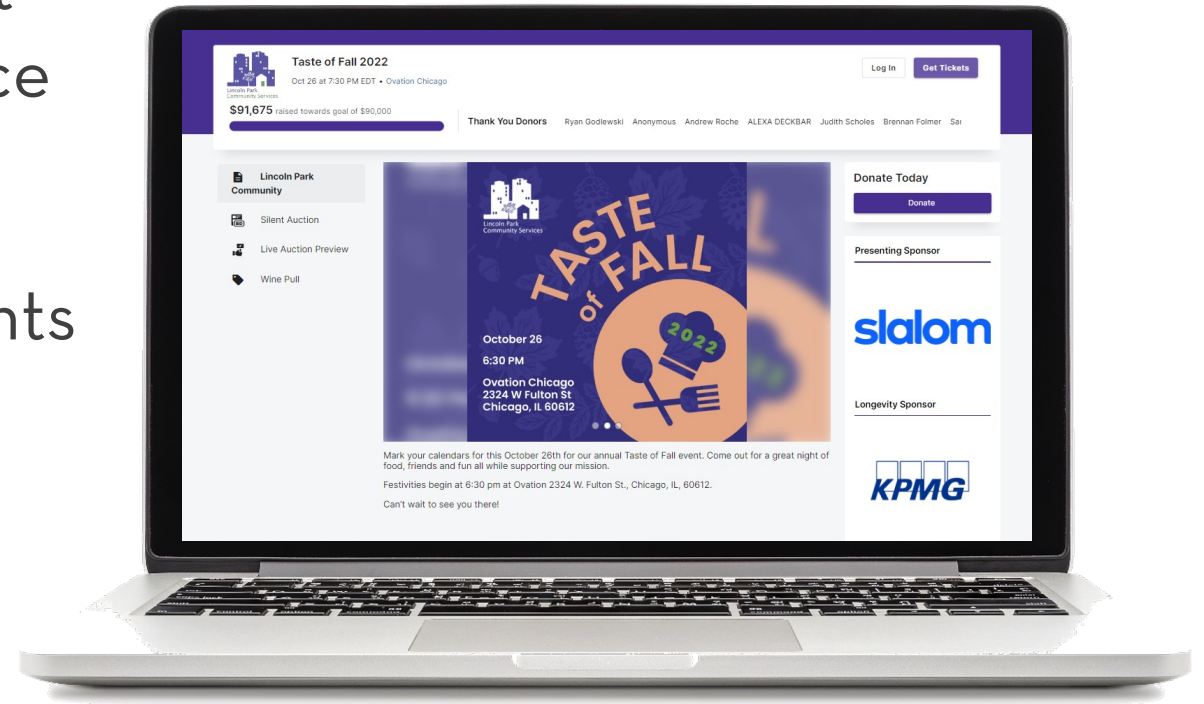 ce
nts
Lincoln Park
Community Services
Taste of Fall 2022
Oct 26 at 7:30 PM EDT • Ovation Chicago
Log In
Get Tickets
$91,675 raised towards goal of $90,000
Thank You Donors Ryan Godlewski Anonymous Andrew Roche ALEXA DECKBAR Judith Scholes Brennan Folmer
Lincoln Park
Community
Silent Auction
Live Auction Preview
Wine Pull
Lincoln Park
Community Services
TASTE
of FALL
2022
October 26
6:30 PM
Ovation Chicago
2324 W Fulton St
Chicago, IL 60612
Mark your calendars for this October 26th for our annual Taste of Fall event. Come out for a great night of
food, friends and fun all while supporting our mission.
Festivities begin at 6:30 pm at Ovation 2324 W. Fulton St., Chicago, IL, 60612.
Can't wait to see you there!
Donate Today
Donate
Presenting Sponsor
slalom
Longevity Sponsor
KPMG